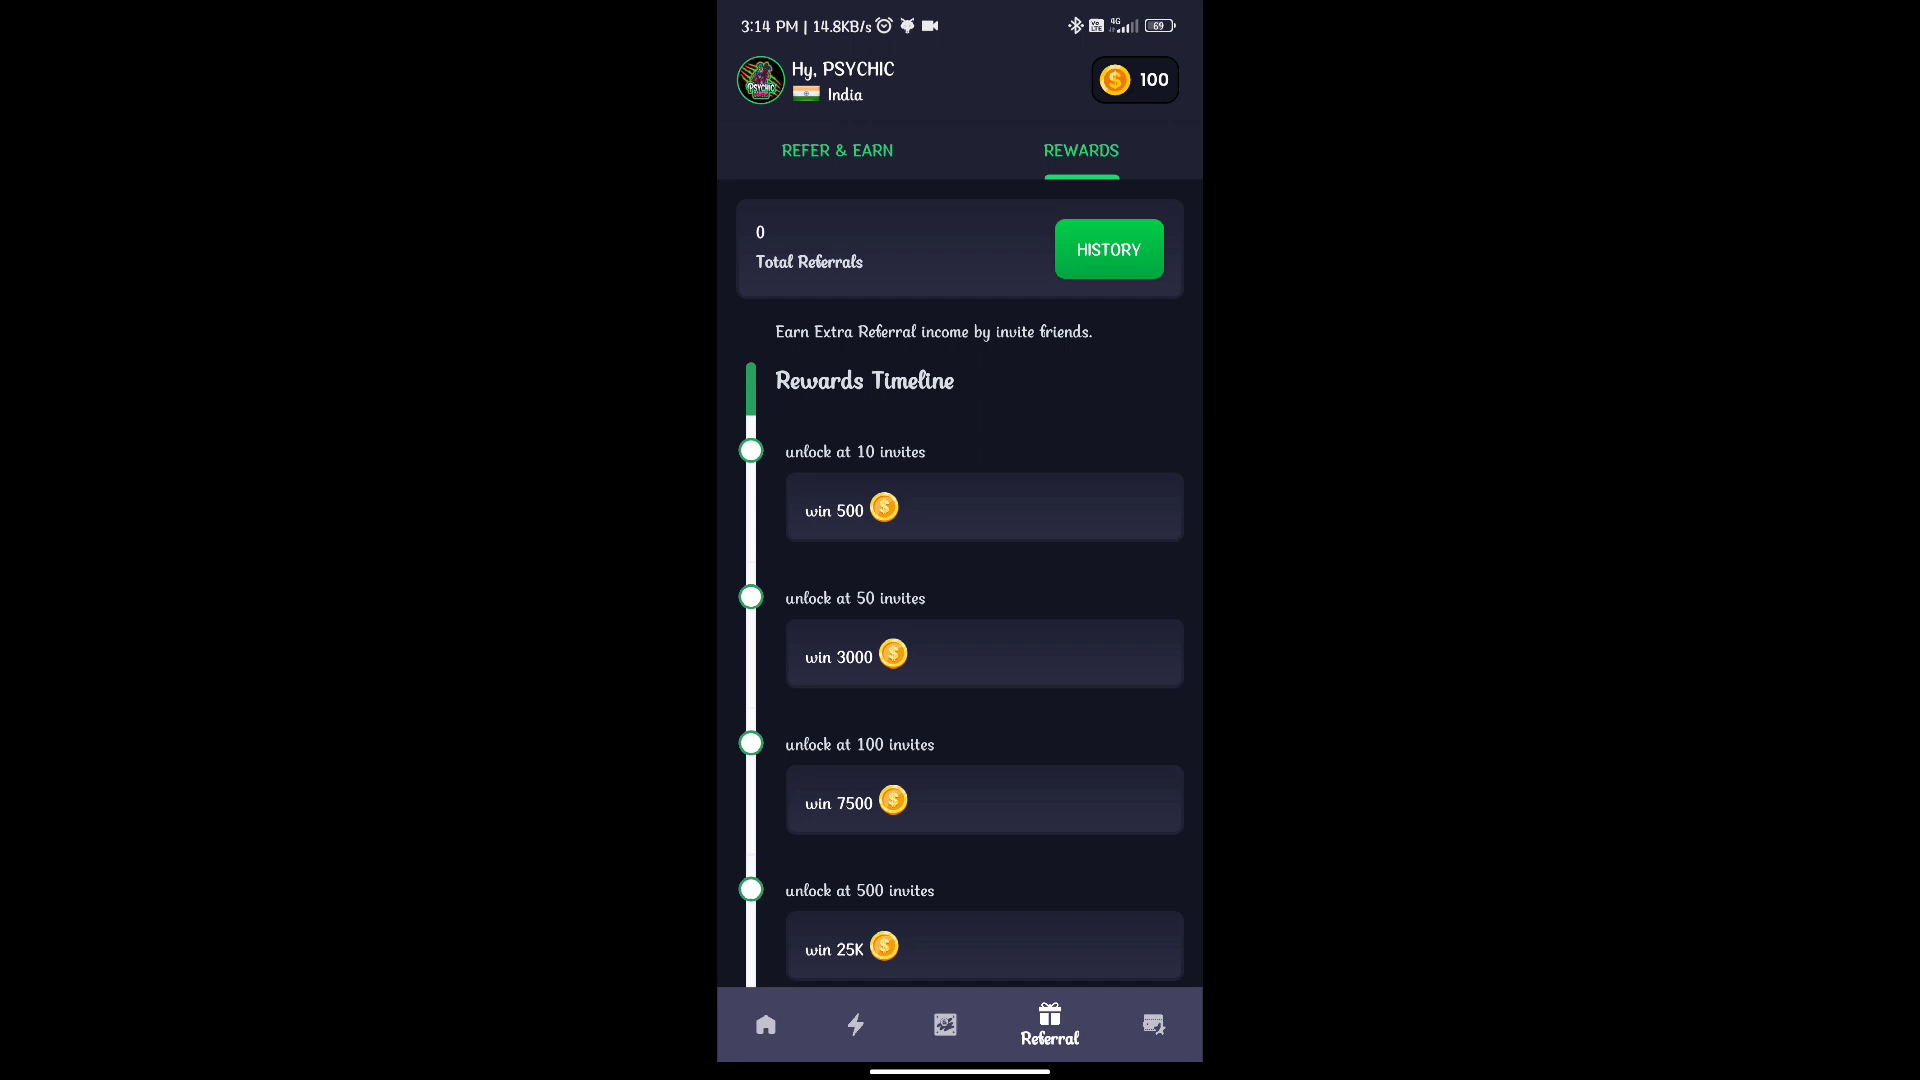 3:14 PM | 14.8KB/s
4G
69
Hy, PSYCHIC
India
100
REFER & EARN
REWARDS
0
Total Referrals
HISTORY
Earn Extra Referral income by invite friends.
Rewards Timeline
unlock at 10 invites
win 500
unlock at 50 invites
win 3000
unlock at 100 invites
win 7500
unlock at 500 invites
win 25K
Referral